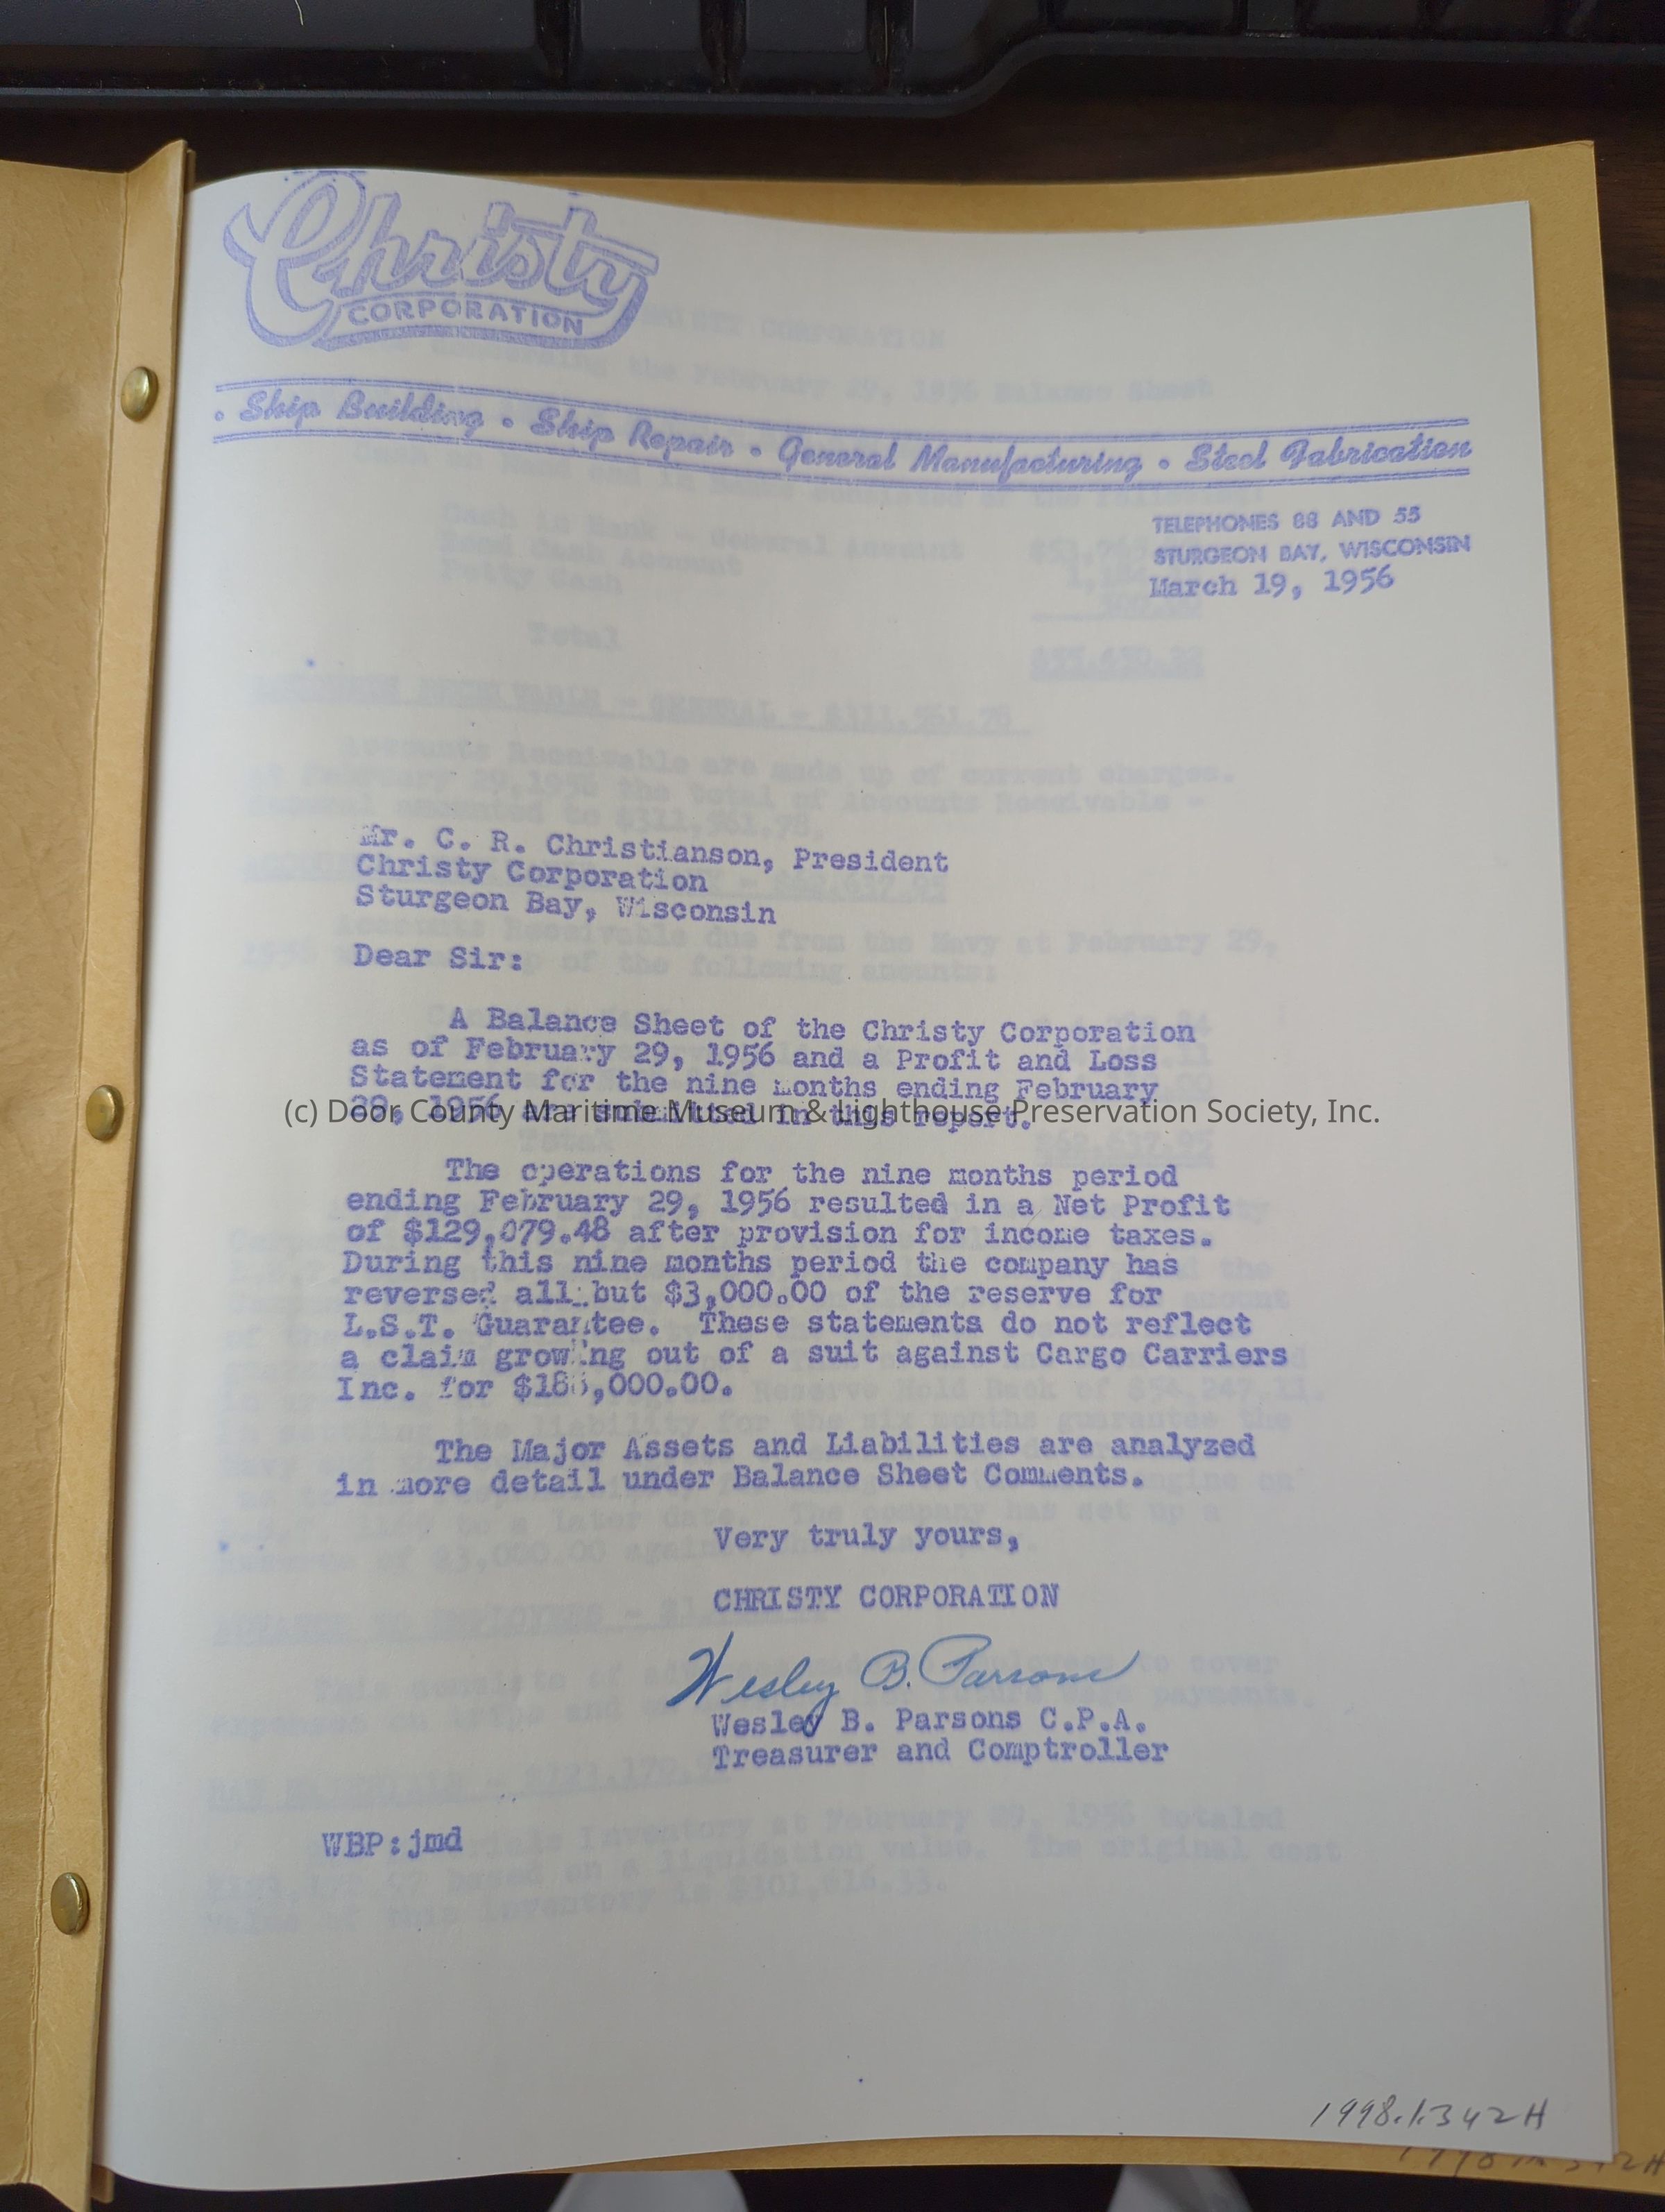 Christy
CORPORATION
• Ship Building • Ship Repair • General Manufacturing • Steel Fabrication
TELEPHONES 88 AND 55
STURGEON BAY, WISCONSIN
March 19, 1956
Mr. C. R. Christianson, President
Christy Corporation
Sturgeon Bay, Wisconsin
Dear Sir:
A Balance Sheet of the Christy Corporation
as of February 29, 1956 and a Profit and Loss
Statement for the nine months ending February
29, 1956 are submitted in this report.
(c) Door County Maritime Museum & Lighthouse Preservation Society, Inc.
The operations for the nine months period
ending February 29, 1956 resulted in a Net Profit
of $129,079.48 after provision for income taxes.
During this nine months period the company has
reversed all but $3,000.00 of the reserve for
L.S.T. Guarantee. These statements do not reflect
a claim growing out of a suit against Cargo Carriers
Inc. for
The Major Assets and Liabilities are analyzed
in more detail under Balance Sheet Comments.
Very truly yours,
CHRISTY CORPORATION
Wesley B. Parsons
Wesley B. Parsons C.P.A.
Treasurer and Comptroller
WBP:jmd
1998.1.342H